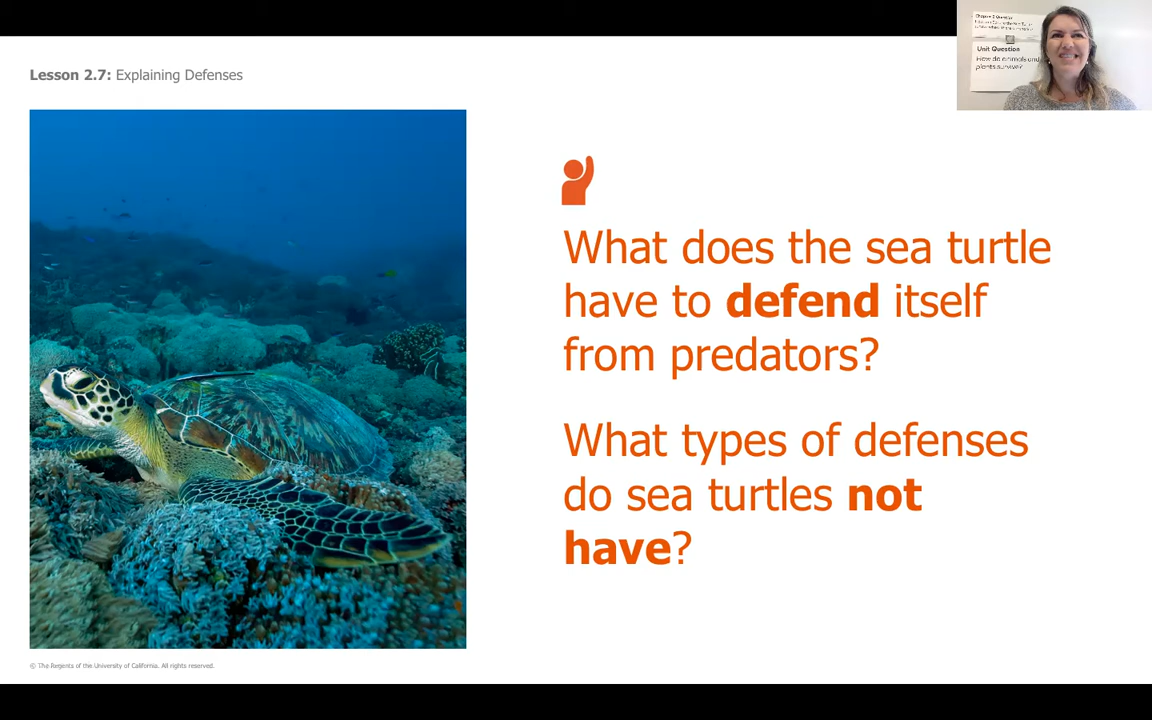 Lesson 2.7: Explaining Defenses
Unit Question
How do animals and
plants survive?
What does the sea turtle
have to defend itself
from predators?
What types of defenses
do sea turtles not
have?
© The Regents of the University of California. All rights reserved.